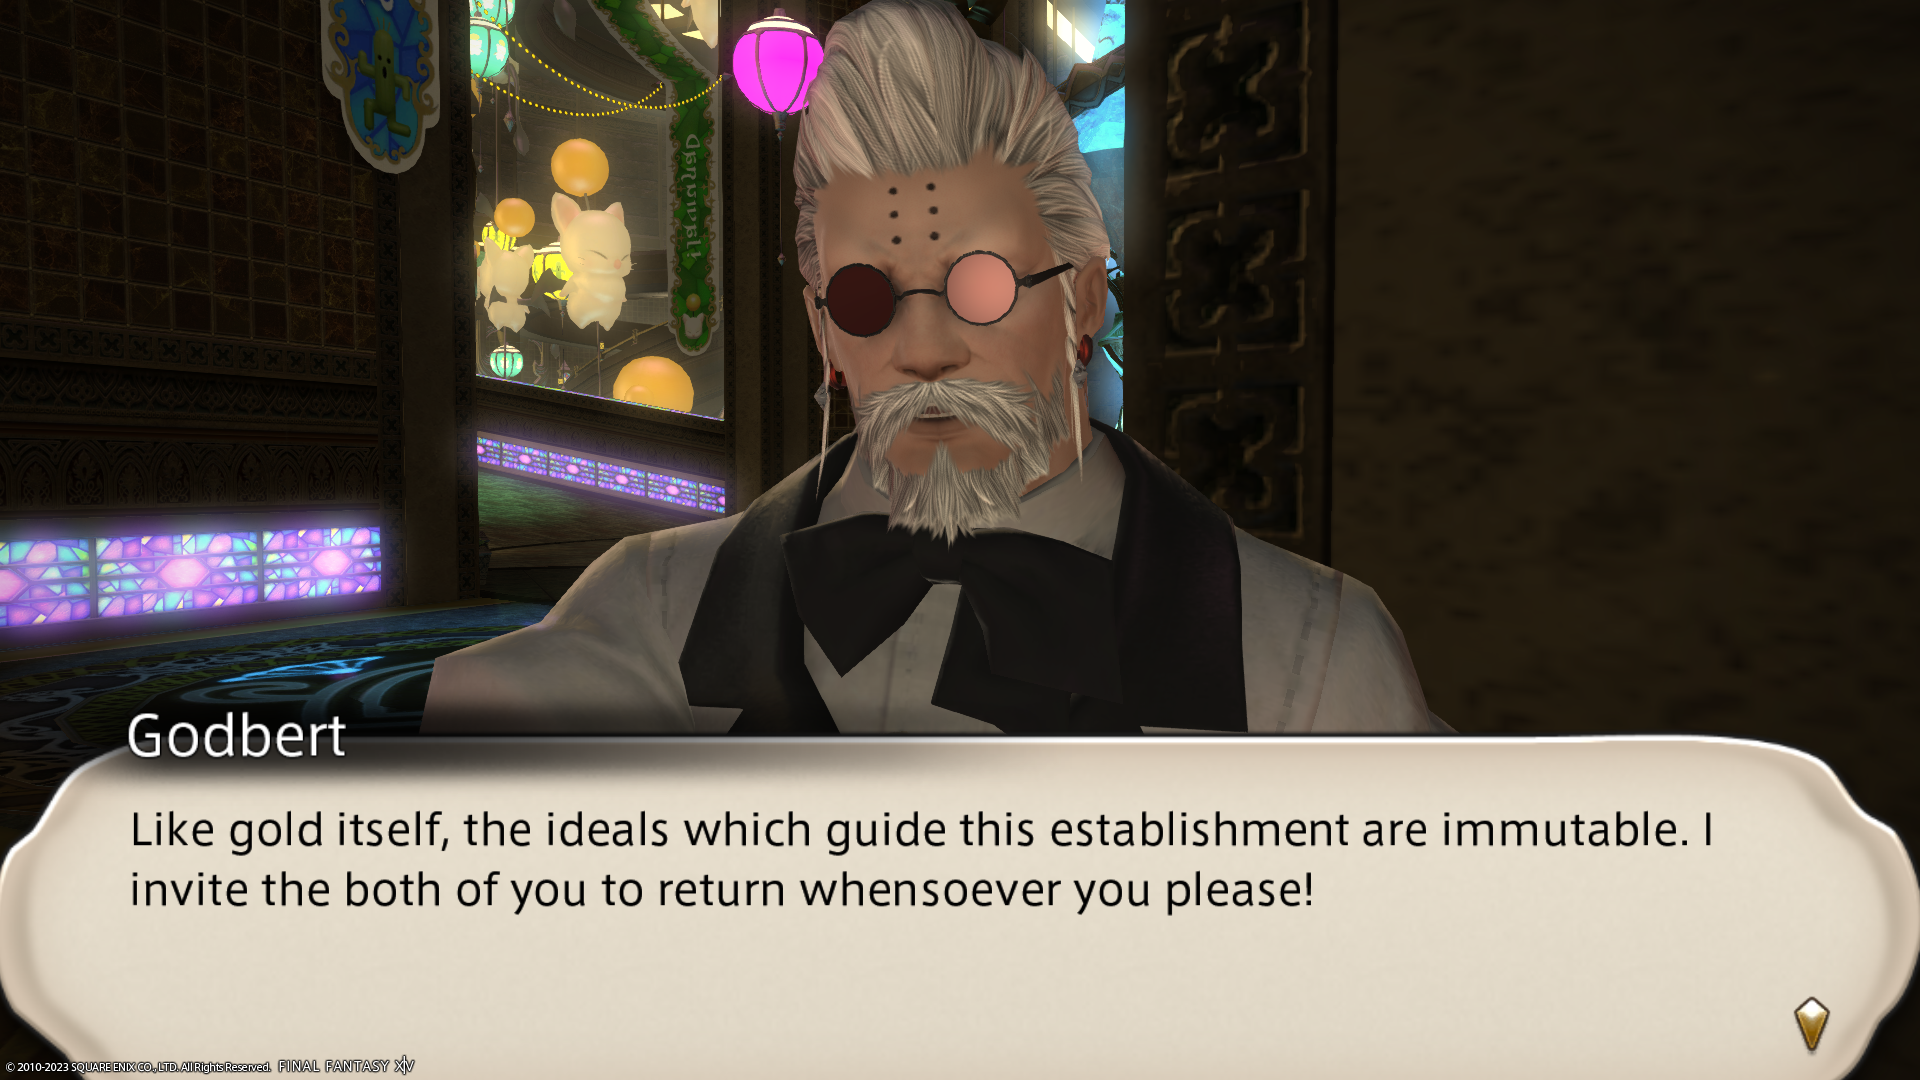 Godbert
Like gold itself, the ideals which guide this establishment are immutable. I
invite the both of you to return whensoever you please!
© 2010-2023 SQUARE ENIX CO., LTD. All Rights Reserved. FINAL FANTASY XIV